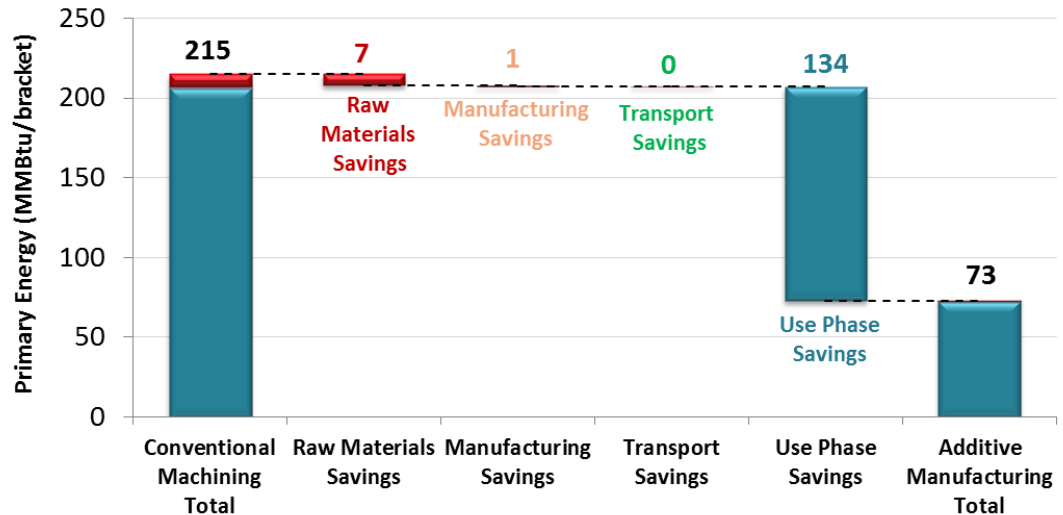 Primary Energy (MMBtu/bracket)
250
200
150
100
50
0
215
7
1
0
134
73
Raw
Materials
Savings
Manufacturing
Savings
Transport
Savings
Use Phase
Savings
Conventional
Machining
Total
Raw Materials
Savings
Manufacturing
Savings
Transport
Savings
Use Phase
Savings
Additive
Manufacturing
Total